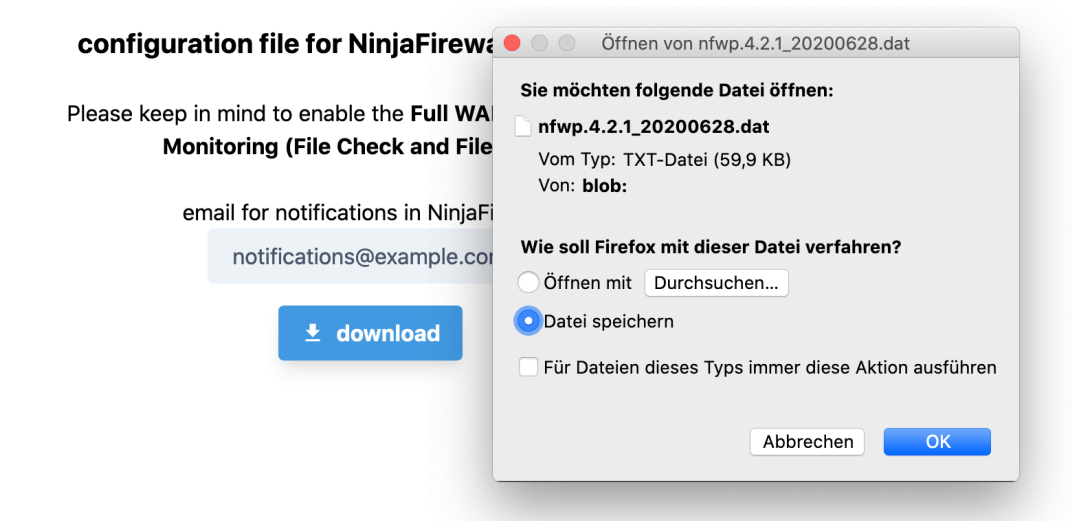 configuration file for NinjaFirewa
Please keep in mind to enable the Full WA
Monitoring (File Check and File
email for notifications in NinjaFi
notifications@example.co
download
Öffnen von nfwp.4.2.1_20200628.dat
Sie möchten folgende Datei öffnen:
nfwp.4.2.1_20200628.dat
Vom Typ: TXT-Datei (59,9 KB)
Von: blob:
Wie soll Firefox mit dieser Datei verfahren?
Öffnen mit Durchsuchen...
Datei speichern
Für Dateien dieses Typs immer diese Aktion ausführen
Abbrechen OK